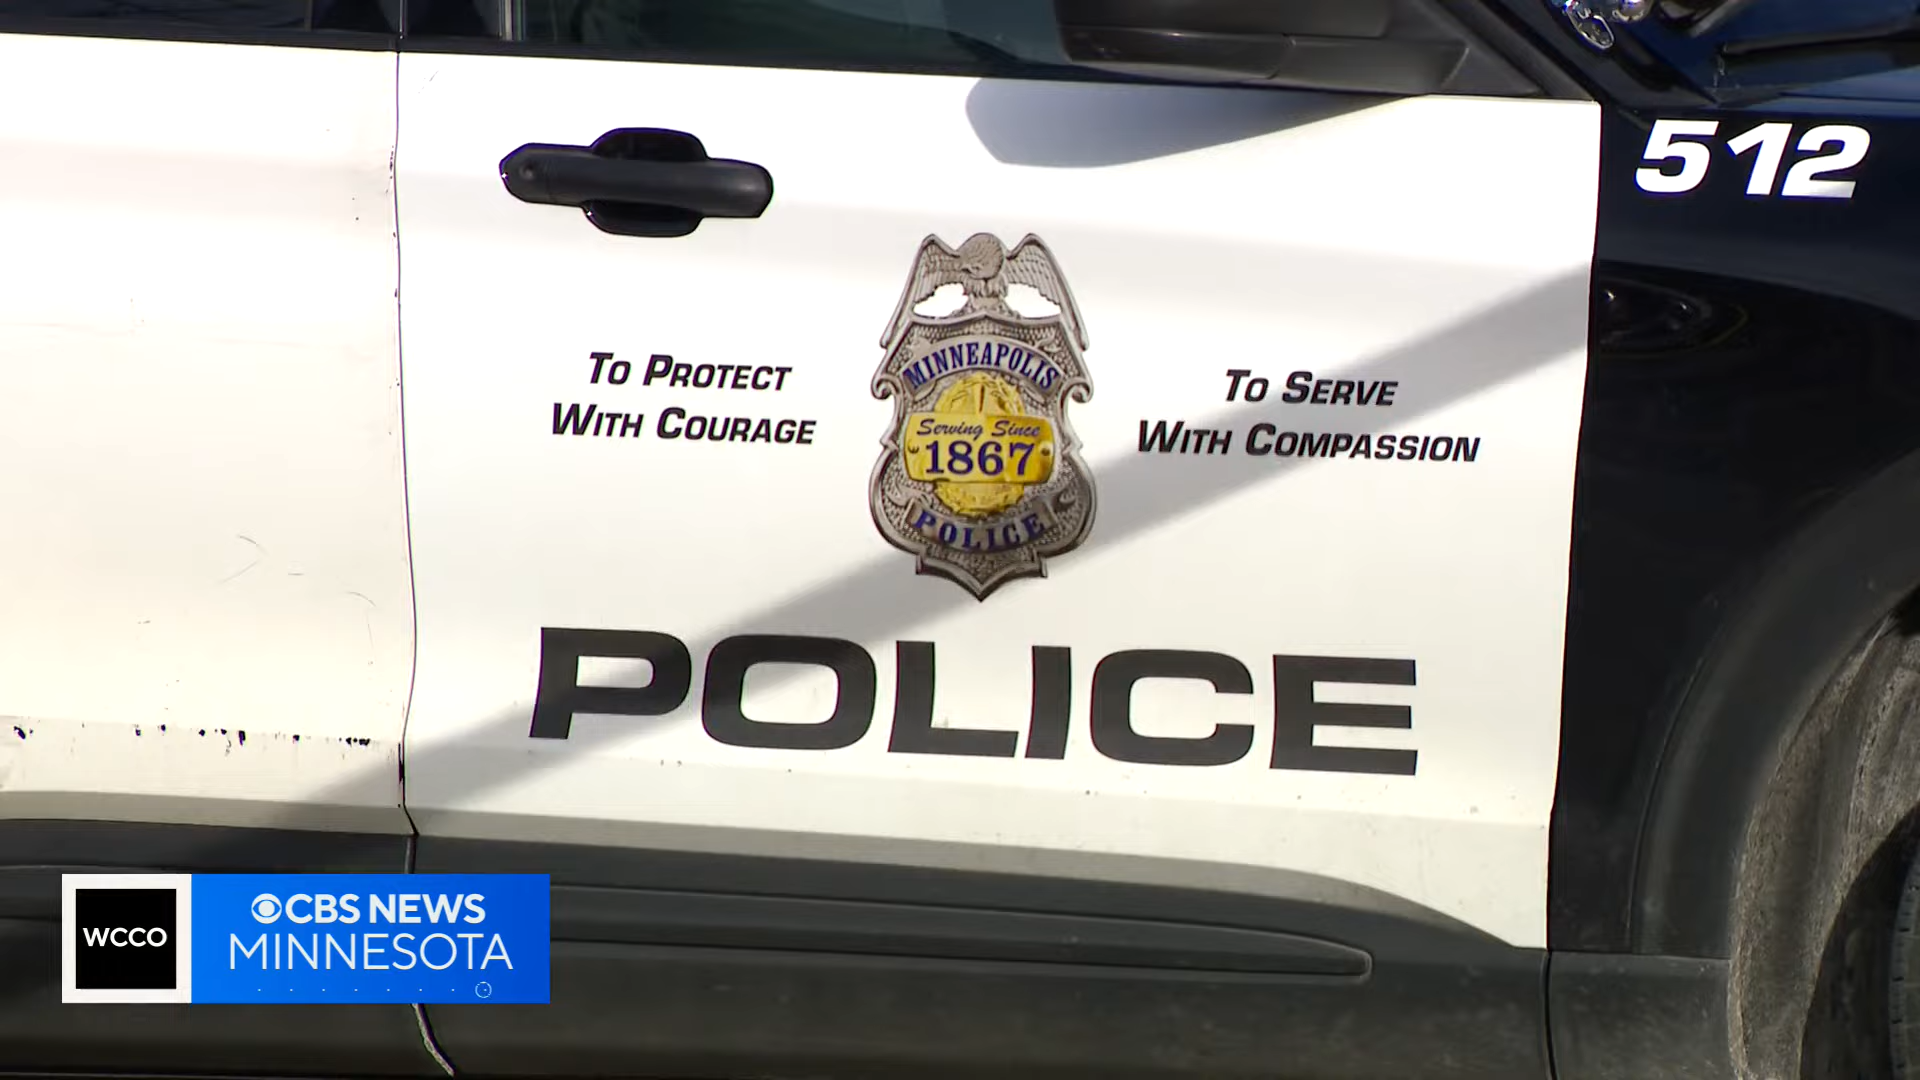 512
To Protect
With Courage
MINNEAPOLIS
Serving Since
1867
POLICE
To Serve
With Compassion
POLICE
WCCO
CBS NEWS
MINNESOTA